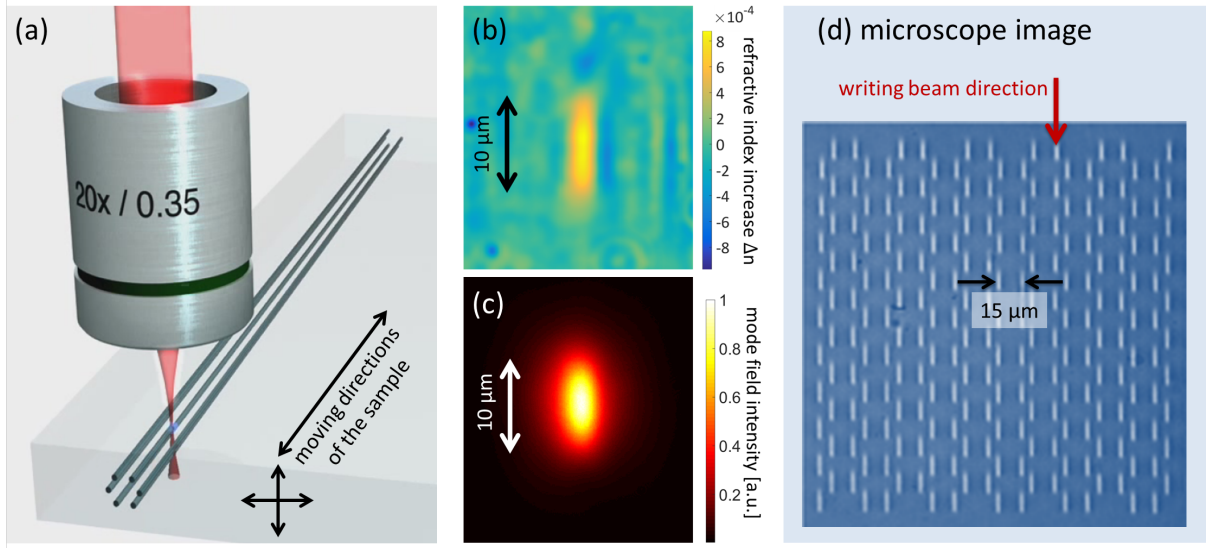 (a)
20x / 0.35
moving directions
of the sample
(b)
×10⁻⁴
8
6
4
2
0
-2
-4
-6
-8
refractive index increase Δn
10 µm
(c)
1
0.8
0.6
0.4
0.2
mode field intensity [a.u.]
10 µm
(d) microscope image
writing beam direction
15 µm